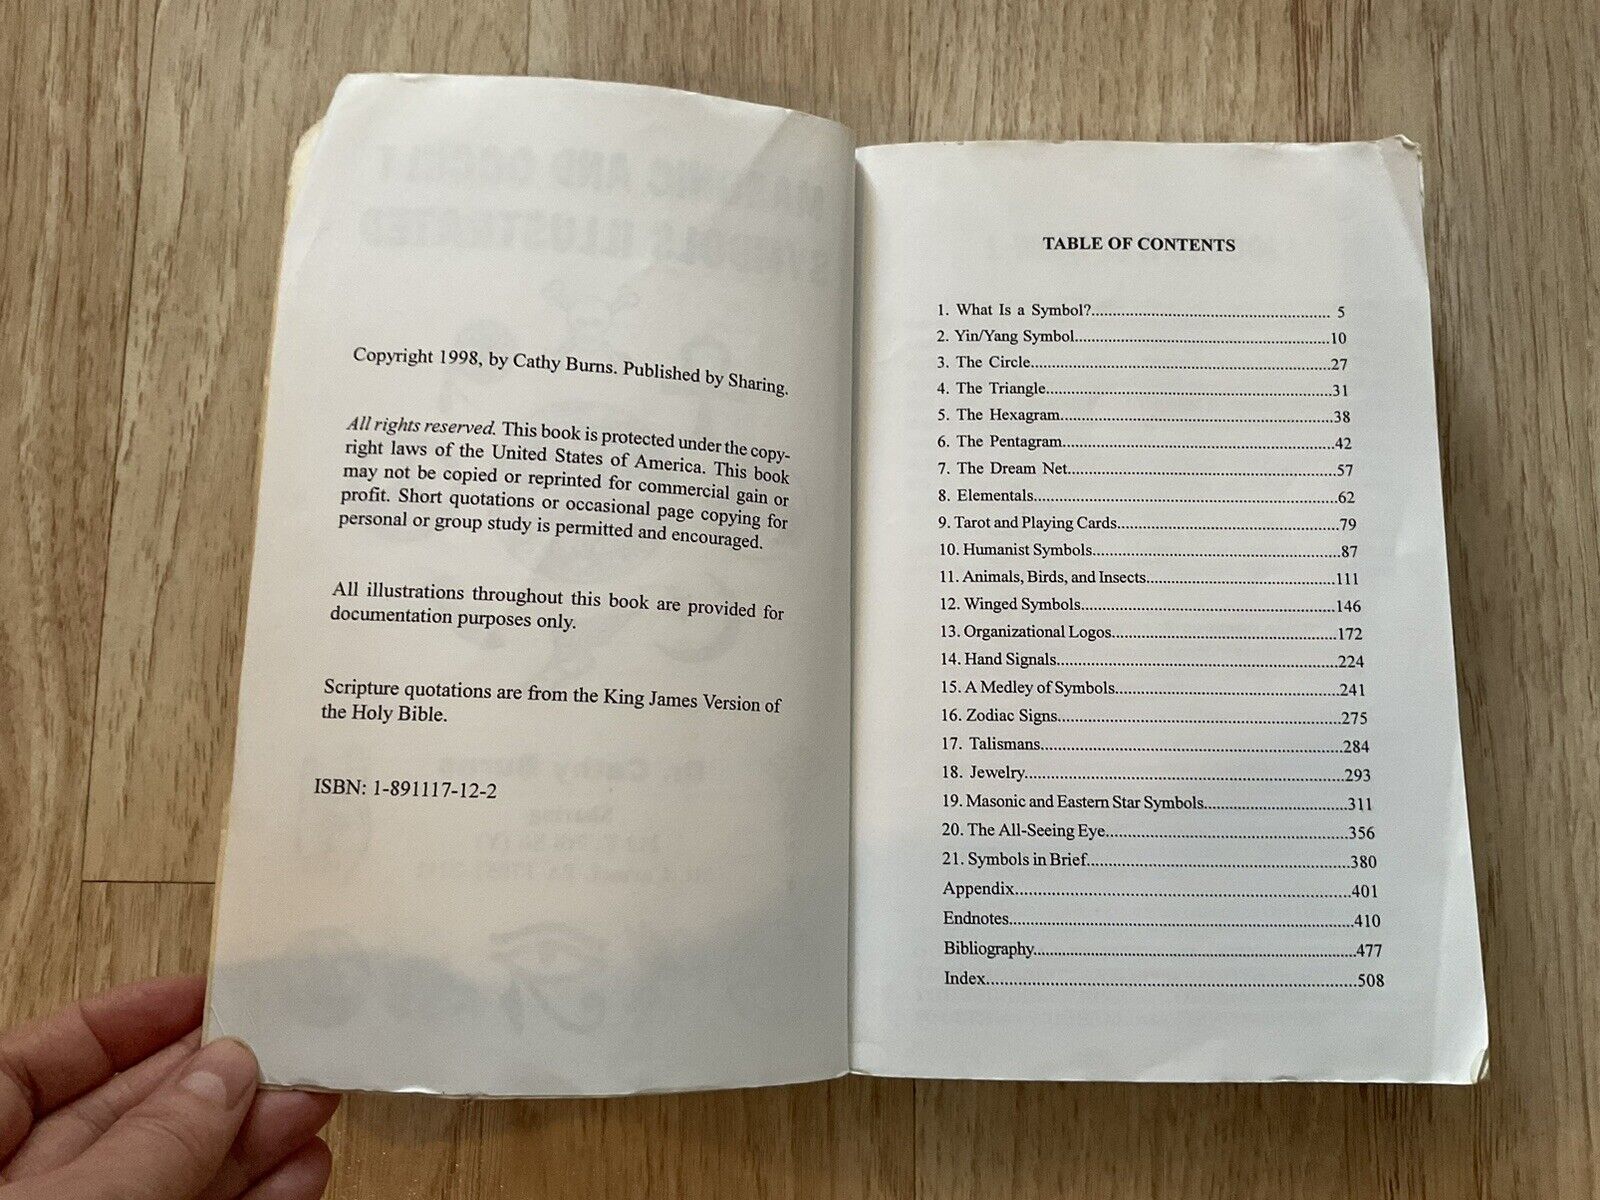 Copyright 1998, by Cathy Burns. Published by Sharing.
All rights reserved. This book is protected under the copy-
right laws of the United States of America. This book
may not be copied or reprinted for commercial gain or
profit. Short quotations or occasional page copying for
personal or group study is permitted and encouraged.
All illustrations throughout this book are provided for
documentation purposes only.
Scripture quotations are from the King James Version of
the Holy Bible.
ISBN: 1-891117-12-2
TABLE OF CONTENTS
1. What Is a Symbol?........................................................ 5
2. Yin/Yang Symbol............................................................10
3. The Circle.......................................................................27
4. The Triangle...................................................................31
5. The Hexagram................................................................38
6. The Pentagram...............................................................42
7. The Dream Net...............................................................57
8. Elementals.......................................................................62
9. Tarot and Playing Cards....................................................79
10. Humanist Symbols..........................................................87
11. Animals, Birds, and Insects.............................................111
12. Winged Symbols............................................................146
13. Organizational Logos.....................................................172
14. Hand Signals..................................................................224
15. A Medley of Symbols.....................................................241
16. Zodiac Signs..................................................................275
17. Talismans.......................................................................284
18. Jewelry...........................................................................293
19. Masonic and Eastern Star Symbols..................................311
20. The All-Seeing Eye.........................................................356
21. Symbols in Brief.............................................................380
Appendix...............................................................................401
Endnotes................................................................................410
Bibliography...........................................................................477
Index......................................................................................508